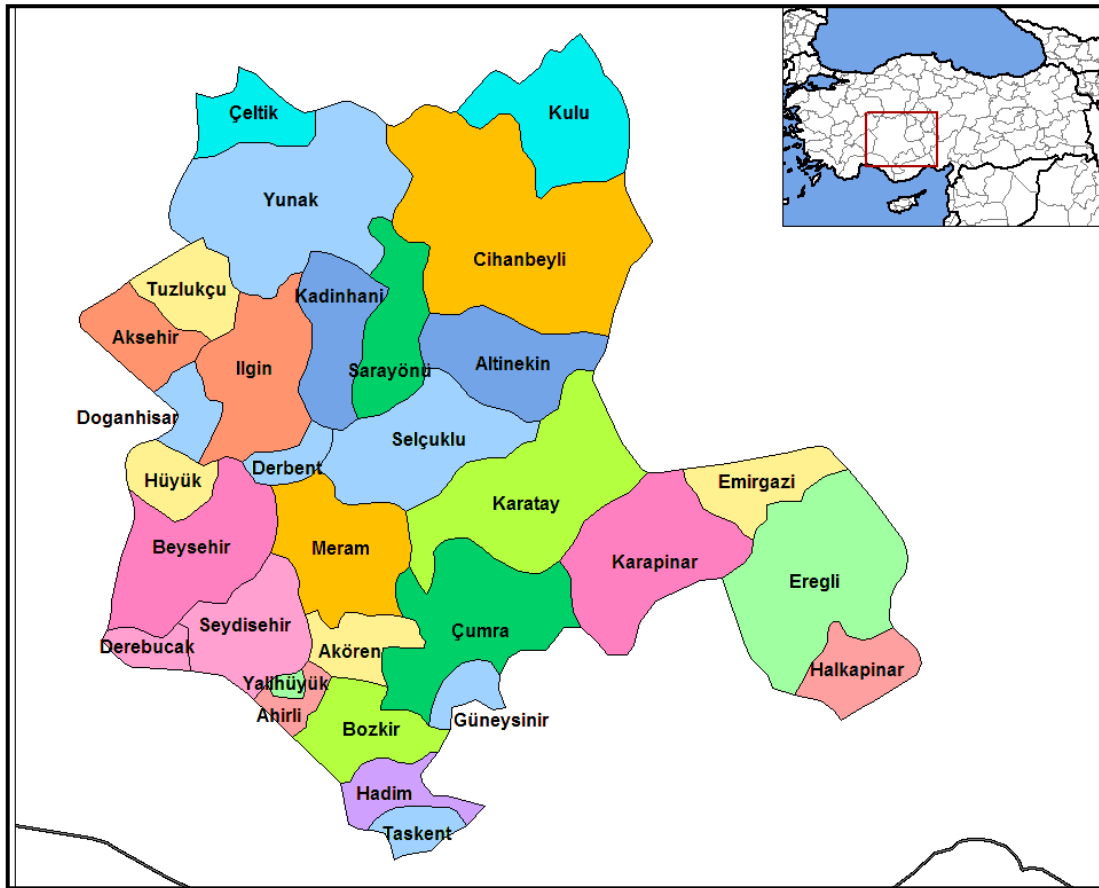 Çeltik
Kulu
Yunak
Cihanbeyli
Tuzlukçu
Kadinhani
Aksehir
Ilgin
Sarayönü
Altinekin
Doganhisar
Selçuklu
Derbent
Hüyük
Emirgazi
Karatay
Beysehir
Meram
Karapinar
Eregli
Seydisehir
Çumra
Derebucak
Akören
Halkapinar
Yalihüyük
Ahirli
Güneysinir
Bozkir
Hadim
Taskent